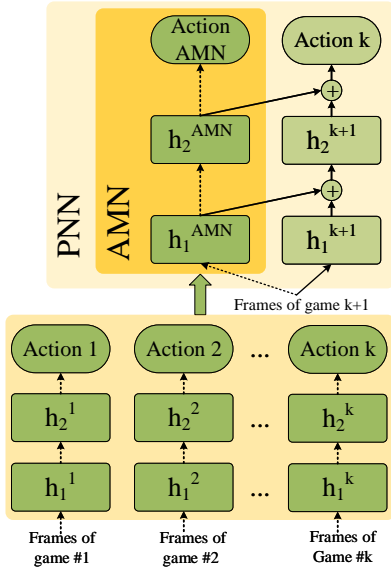 Action
AMN
Action k
+
h₂ᴬᴹᴺ
h₂ᵏ⁺¹
+
h₁ᴬᴹᴺ
h₁ᵏ⁺¹
PNN
AMN
Frames of game k+1
Action 1
Action 2
...
Action k
h₂¹
h₂²
...
h₂ᵏ
h₁¹
h₁²
...
h₁ᵏ
Frames of
game #1
Frames of
game #2
Frames of
Game #k